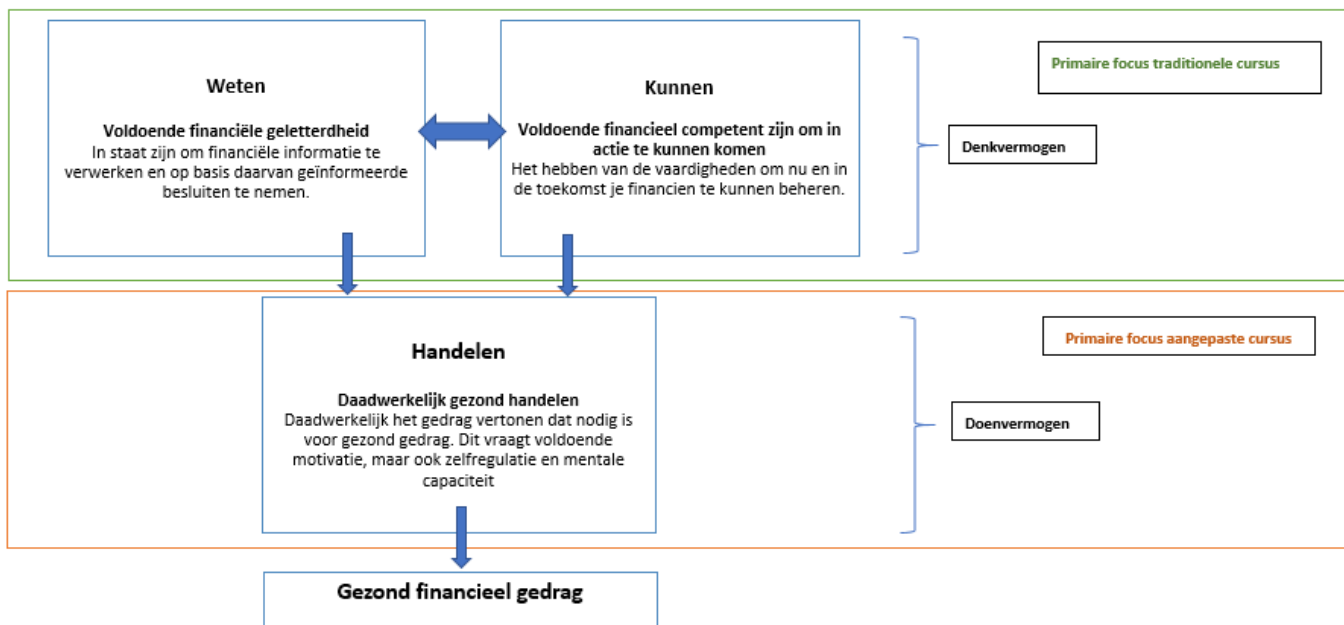 Weten
Voldoende financiële geletterdheid
In staat zijn om financiële informatie te
verwerken en op basis daarvan geïnformeerde
besluiten te nemen.
Kunnen
Voldoende financieel competent zijn om in
actie te kunnen komen
Het hebben van de vaardigheden om nu en in
de toekomst je financien te kunnen beheren.
Primaire focus traditionele cursus
Denkvermogen
Handelen
Daadwerkelijk gezond handelen
Daadwerkelijk het gedrag vertonen dat nodig is
voor gezond gedrag. Dit vraagt voldoende
motivatie, maar ook zelfregulatie en mentale
capaciteit
Primaire focus aangepaste cursus
Doenvermogen
Gezond financieel gedrag